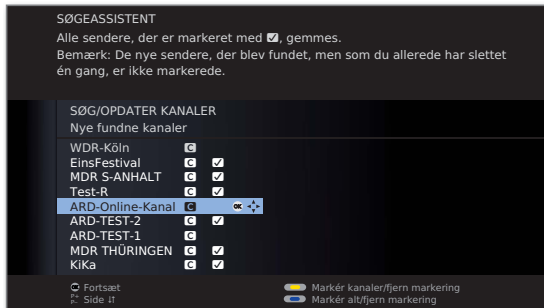 SØGEASSISTENT
Alle sendere, der er markeret med ☑, gemmes.
Bemærk: De nye sendere, der blev fundet, men som du allerede har slettet
én gang, er ikke markerede.
SØG/OPDATER KANALER
Nye fundne kanaler
WDR-Köln C
EinsFestival C ☑
MDR S-ANHALT C ☑
Test-R C ☑
ARD-Online-Kanal C OK
ARD-TEST-2 C ☑
ARD-TEST-1 C
MDR THÜRINGEN C ☑
KiKa C ☑
Fortsæt
P+ P- Side ↓↑
Markér kanaler/fjern markering
Markér alt/fjern markering